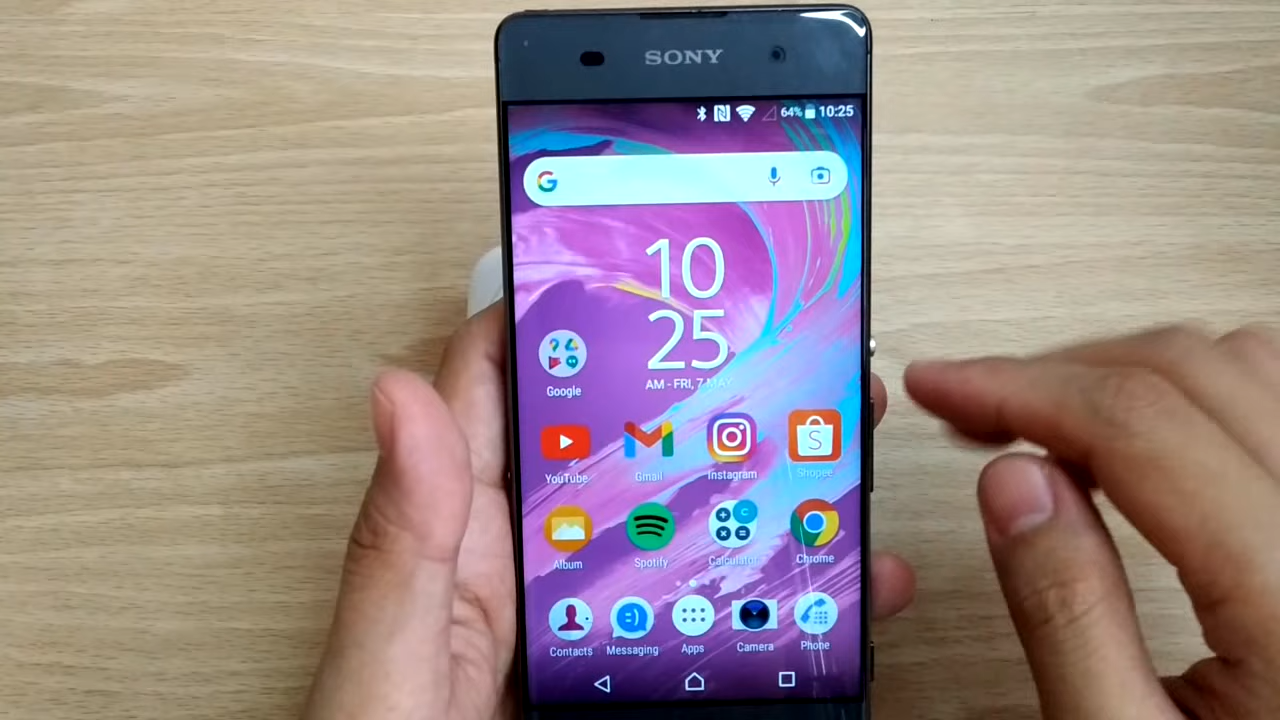 SONY
64% 10:25
10
25
AM - FRI, 7 MAY
Google
YouTube
Gmail
Instagram
Shopee
Album
Spotify
Calculator
Chrome
Contacts
Messaging
Apps
Camera
Phone